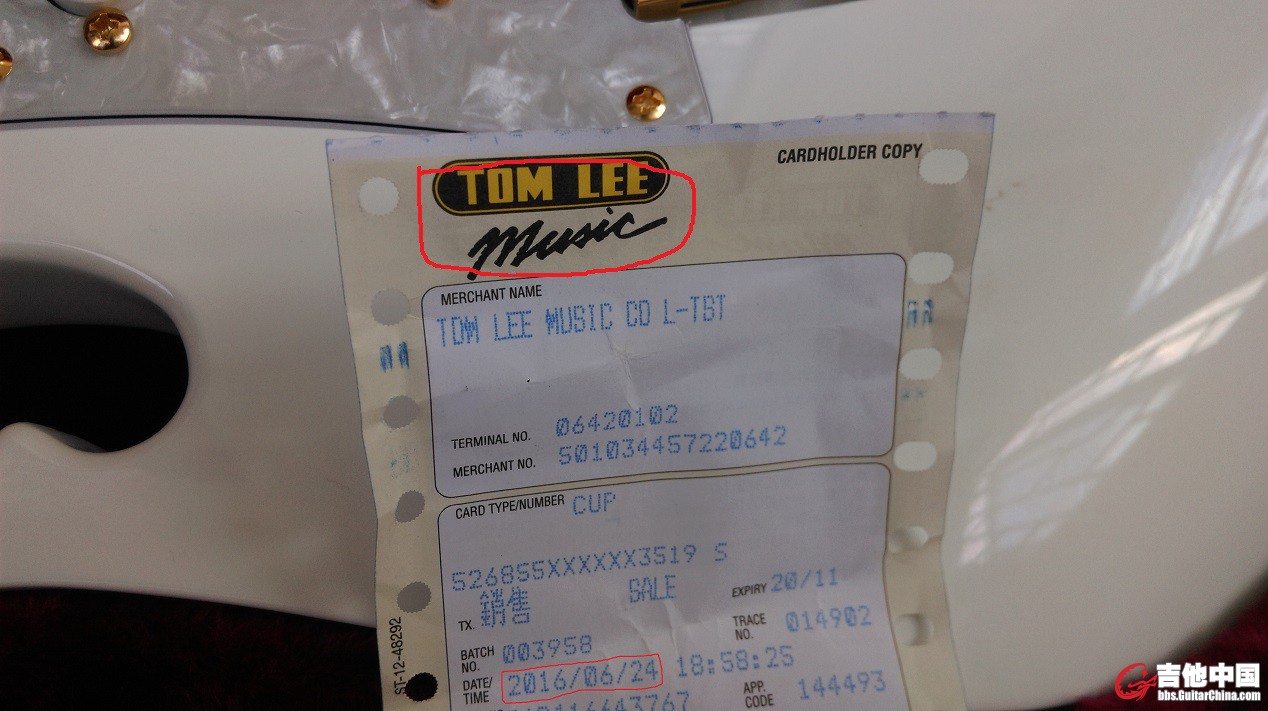 TOM LEE
Music
CARDHOLDER COPY
MERCHANT NAME
TOM LEE MUSIC CO L-TST
TERMINAL NO. 06420102
MERCHANT NO. 501034457220642
CARD TYPE/NUMBER CUP
526855XXXXXX3519 S
TX. 銷售 SALE EXPIRY 20/11
BATCH NO. 003958 TRACE NO. 014902
DATE/TIME 2016/06/24 18:58:25
APP. CODE 144493
ST-12-48292
吉他中国
bbs.GuitarChina.com